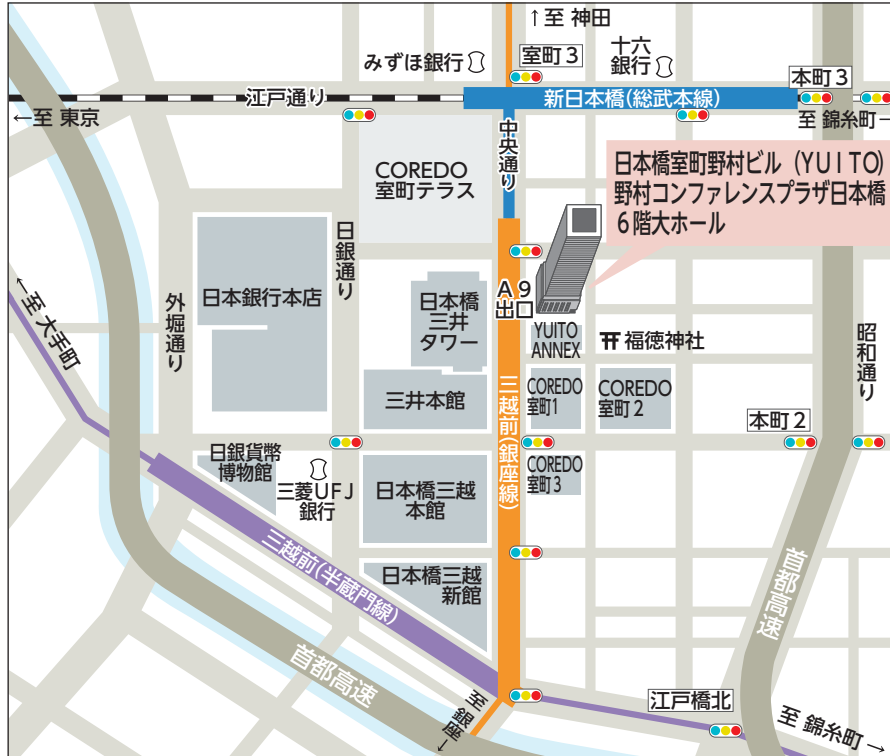 ↑至 神田
みずほ銀行
室町3
十六
銀行
本町3
江戸通り
新日本橋(総武本線)
←至 東京
至 錦糸町→
中央通り
COREDO
室町テラス
日本橋室町野村ビル (YUITO)
野村コンファレンスプラザ日本橋
6階大ホール
日銀通り
外堀通り
日本銀行本店
日本橋
三井
タワー
A9
出口
YUITO
ANNEX
福徳神社
昭和通り
←至 大手町
三井本館
三越前(銀座線)
COREDO
室町1
COREDO
室町2
本町2
日銀貨幣
博物館
三菱UFJ
銀行
日本橋三越
本館
COREDO
室町3
三越前(半蔵門線)
日本橋三越
新館
首都高速
首都高速
江戸橋北
至 銀座→
至 錦糸町→